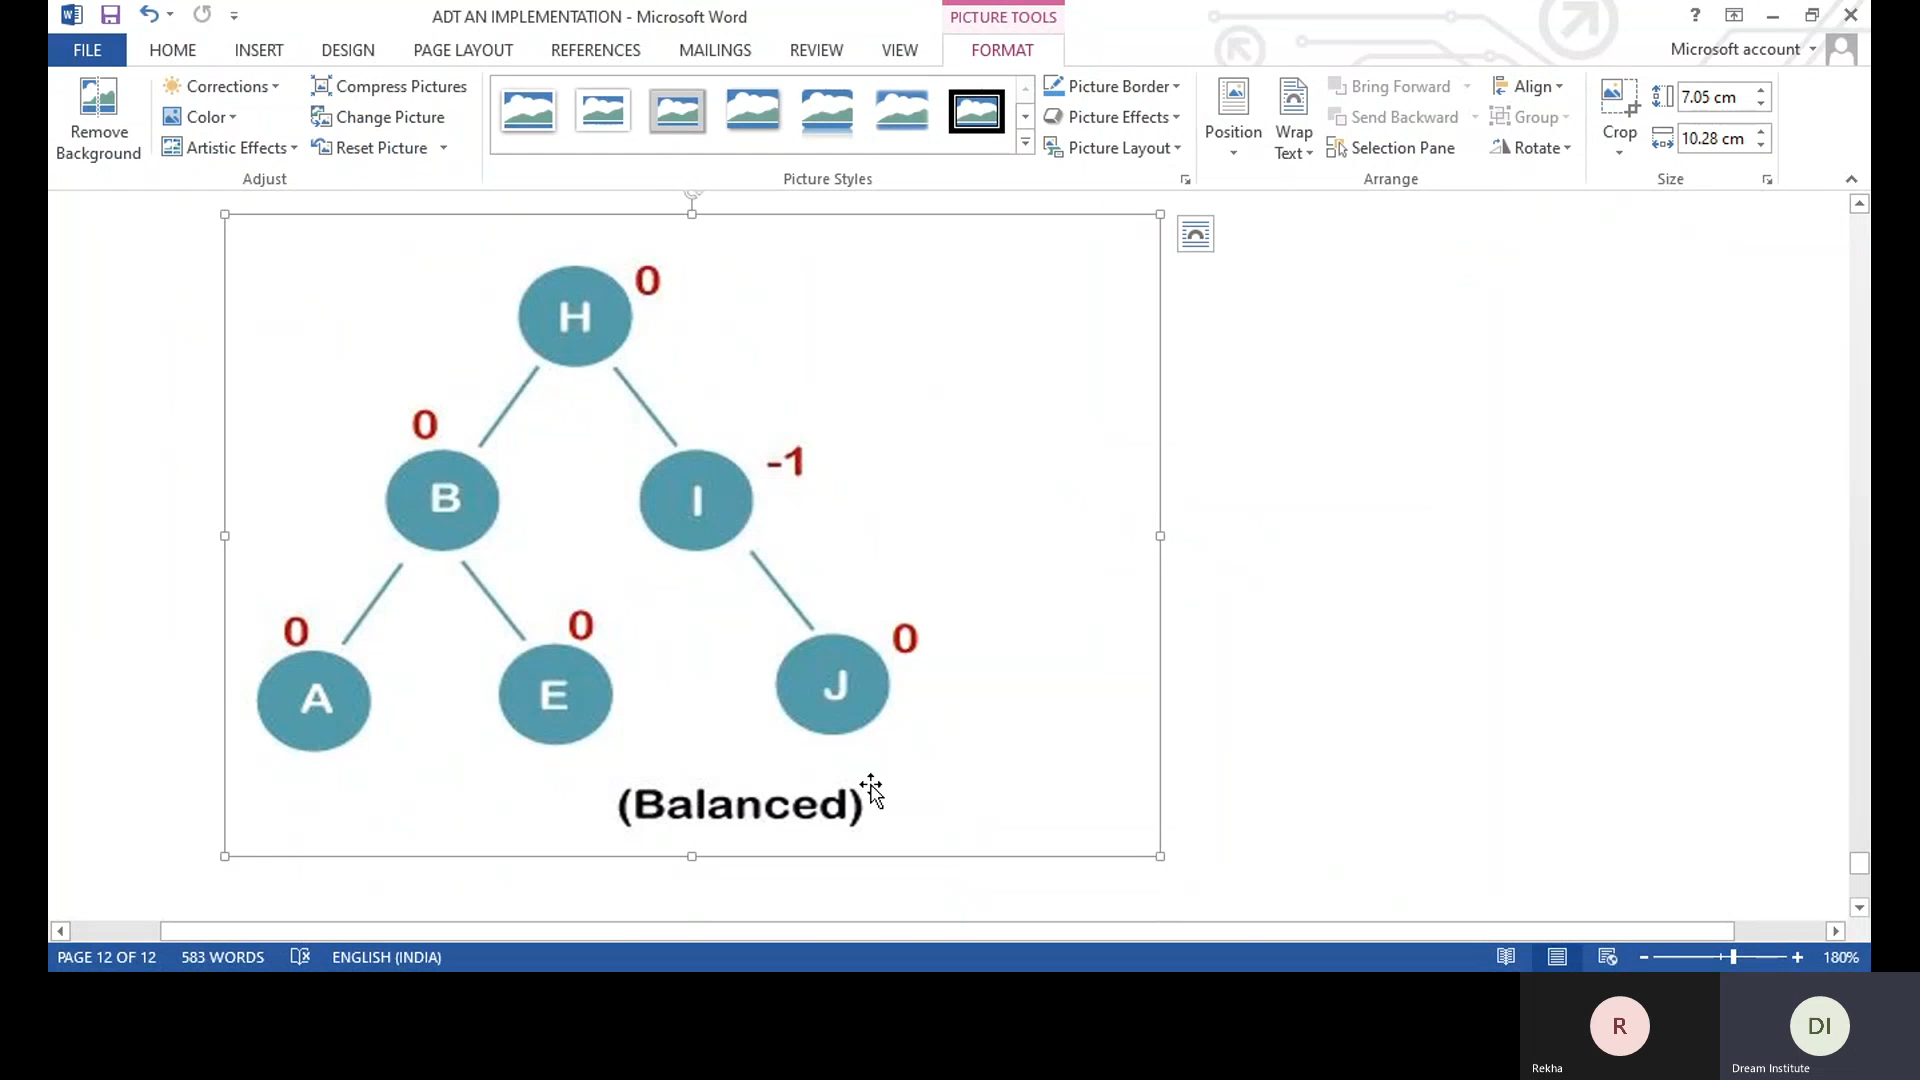 ADT AN IMPLEMENTATION - Microsoft Word
PICTURE TOOLS
?
FILE HOME INSERT DESIGN PAGE LAYOUT REFERENCES MAILINGS REVIEW VIEW FORMAT Microsoft account
Remove Background
Corrections
Color
Artistic Effects
Compress Pictures
Change Picture
Reset Picture
Adjust
Picture Styles
Picture Border
Picture Effects
Picture Layout
Position
Wrap Text
Bring Forward
Send Backward
Selection Pane
Align
Group
Rotate
Arrange
Crop
7.05 cm
10.28 cm
Size
H 0
0
B
I -1
0
A
0
E
J 0
(Balanced)
PAGE 12 OF 12 583 WORDS ENGLISH (INDIA) 180%
R
Rekha
DI
Dream Institute